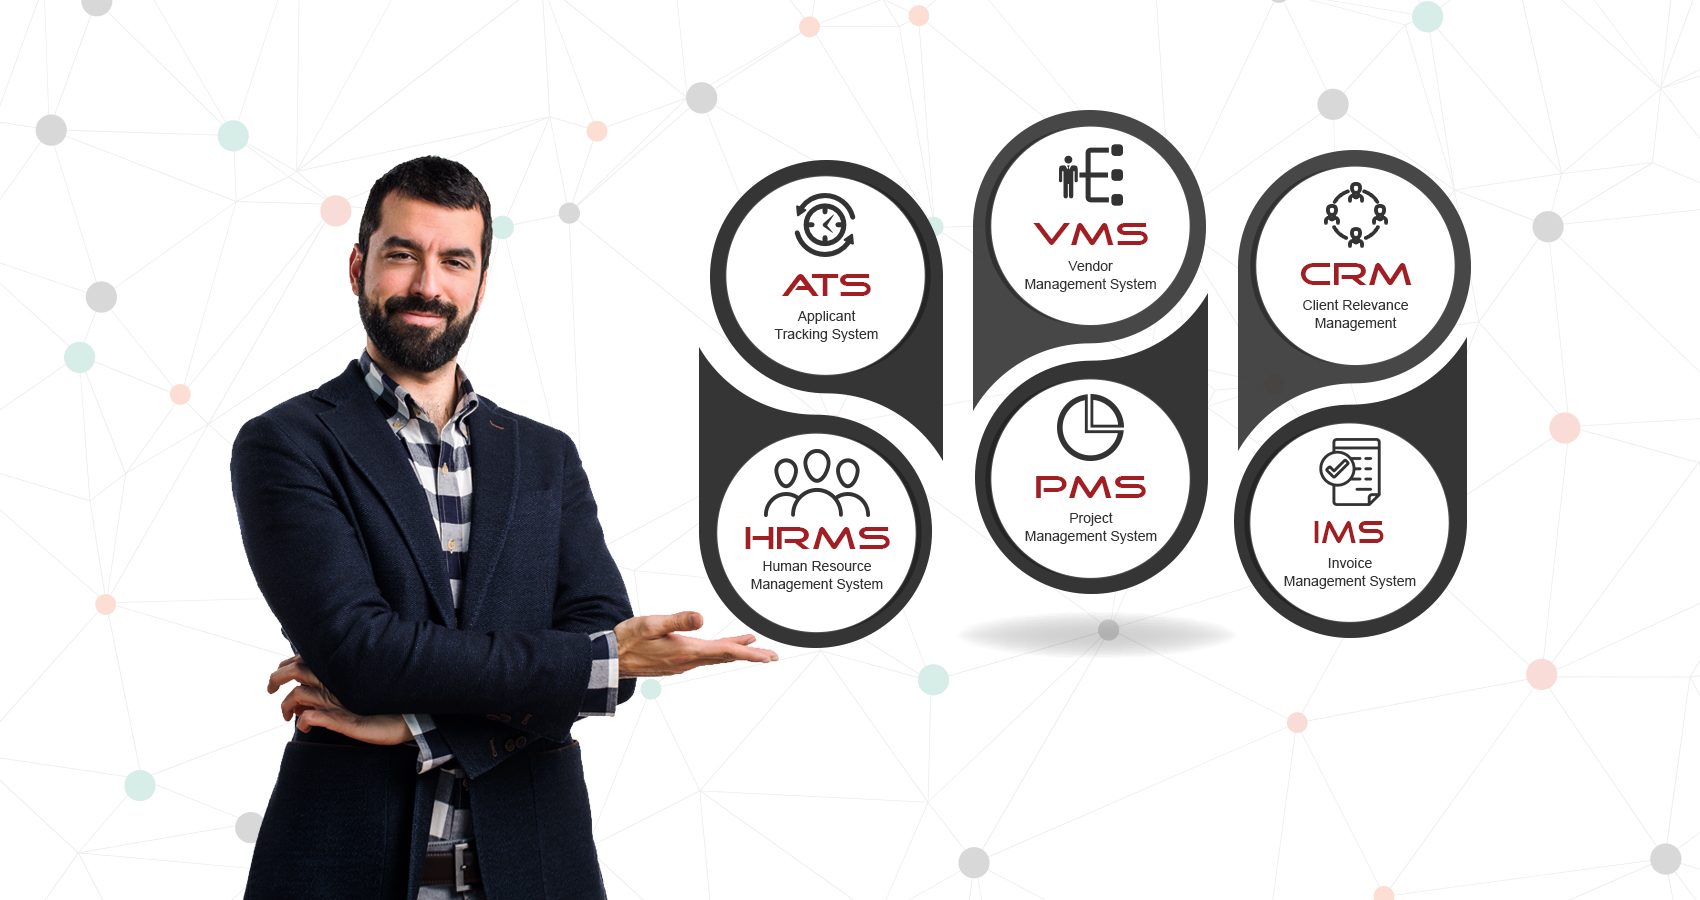 ATS
Applicant
Tracking System
VMS
Vendor
Management System
CRM
Client Relevance
Management
HRMS
Human Resource
Management System
PMS
Project
Management System
IMS
Invoice
Management System